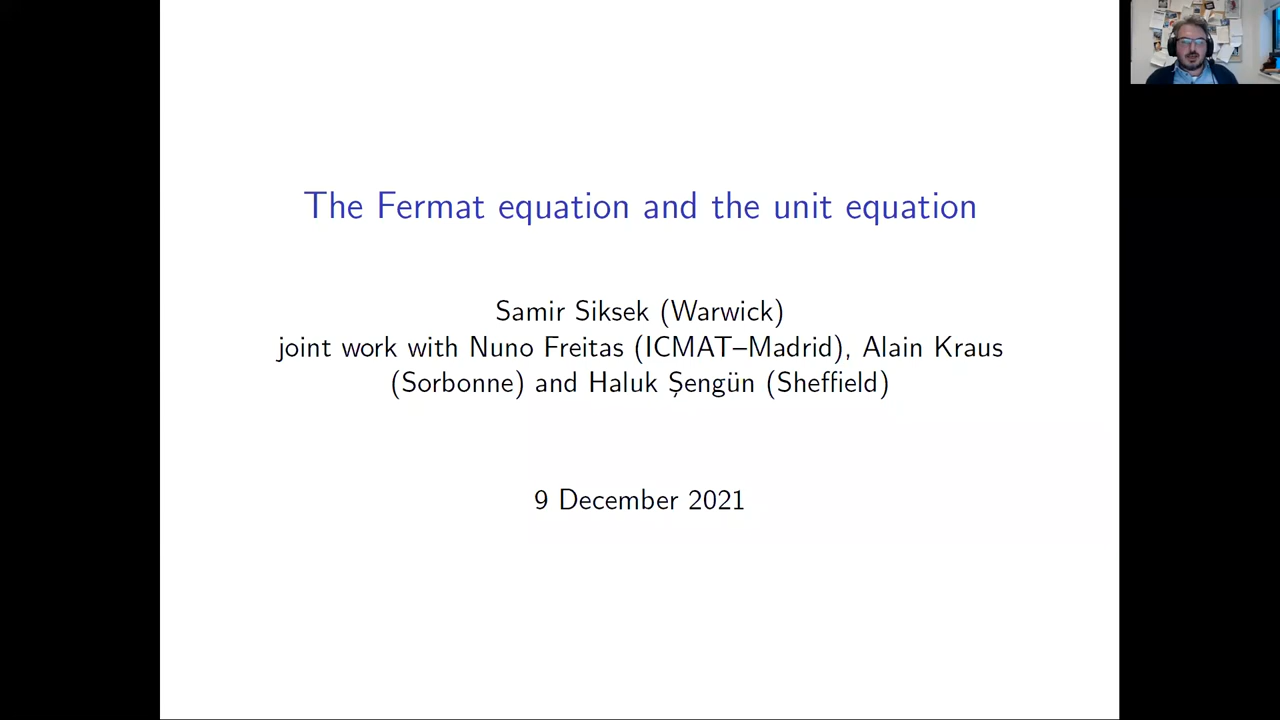 The Fermat equation and the unit equation
Samir Siksek (Warwick)
joint work with Nuno Freitas (ICMAT–Madrid), Alain Kraus
(Sorbonne) and Haluk Şengün (Sheffield)
9 December 2021